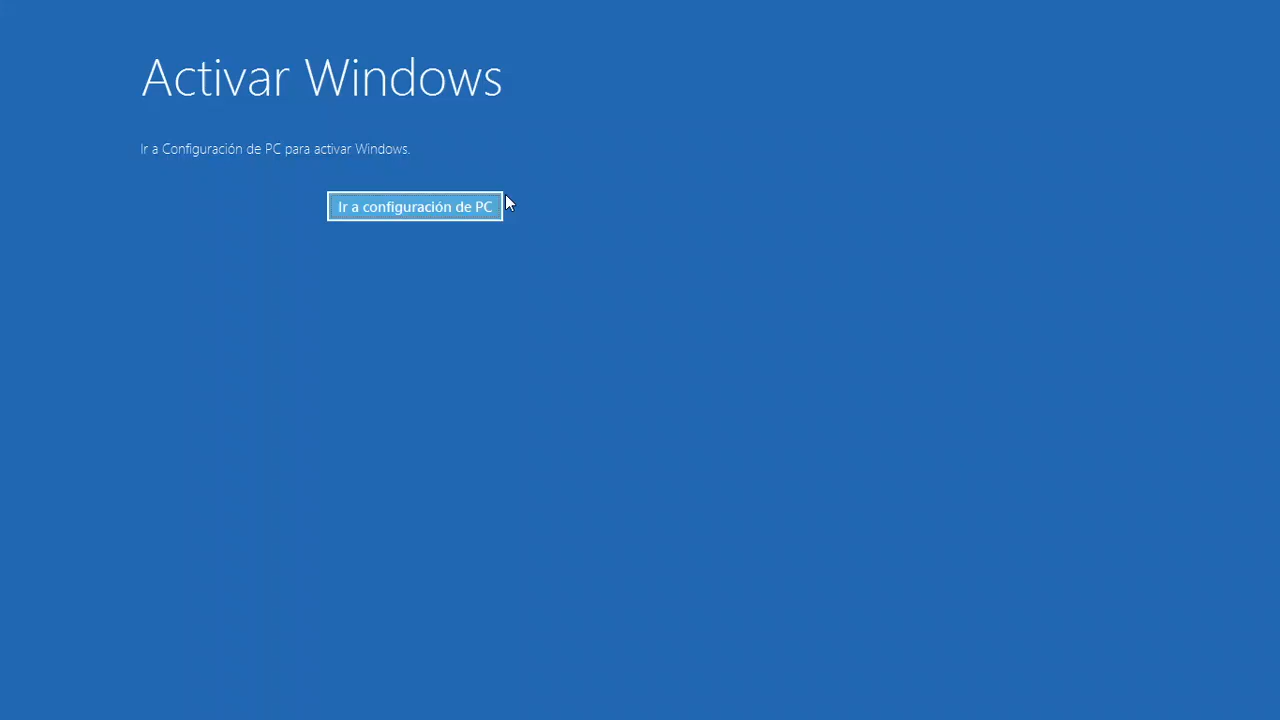 Activar Windows
Ir a Configuración de PC para activar Windows.
Ir a configuración de PC